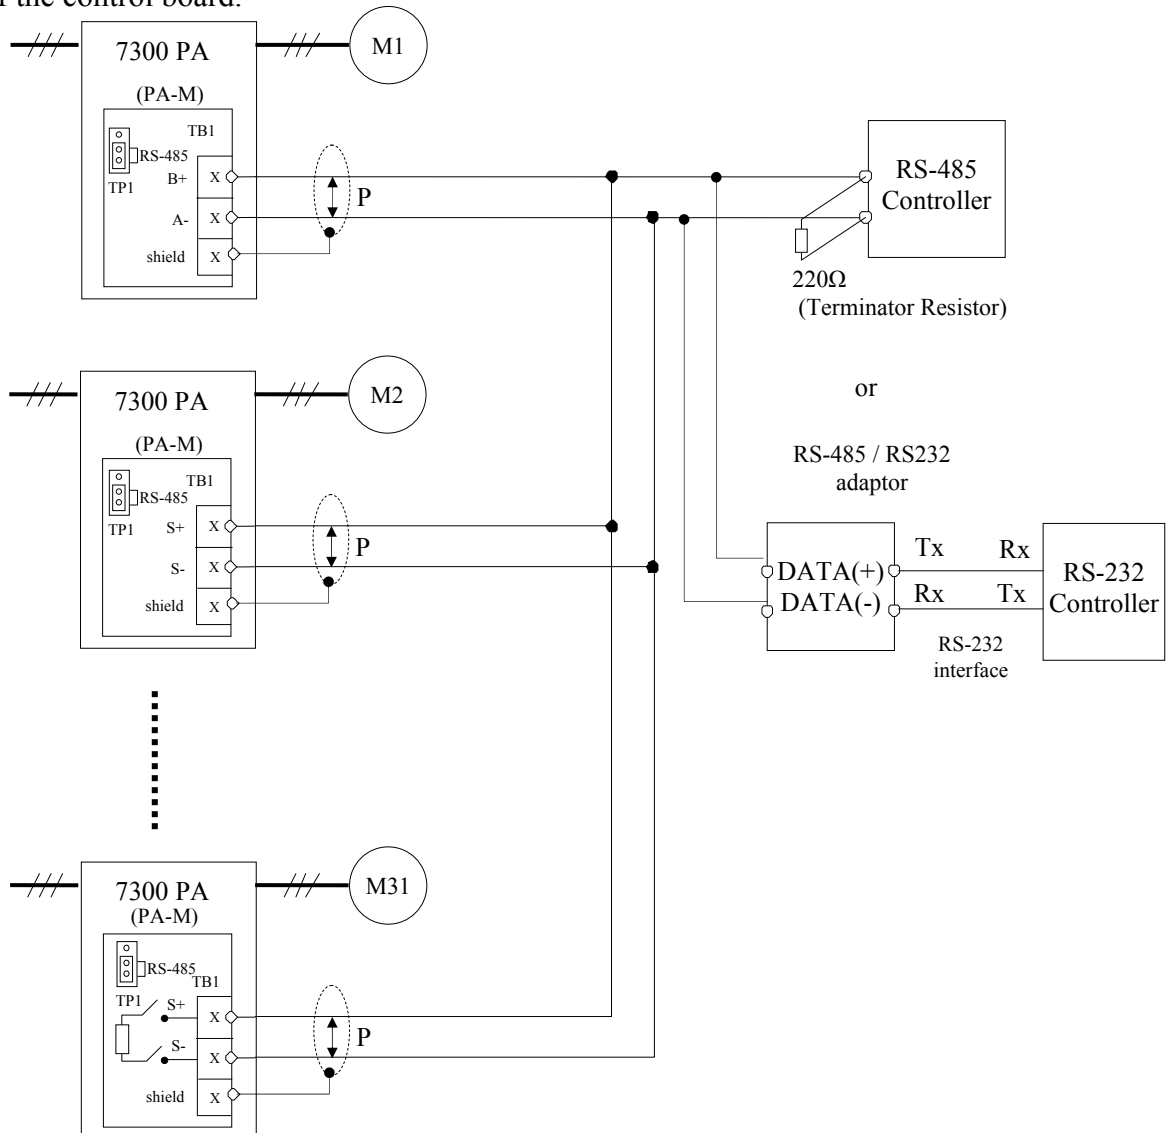 the control board.
7300 PA
(PA-M)
TB1
RS-485
TP1
B+
X
A-
X
shield
X
P
M1
RS-485
Controller
220Ω
(Terminator Resistor)
7300 PA
(PA-M)
TB1
RS-485
TP1
S+
X
S-
X
shield
X
P
M2
or
RS-485 / RS232
adaptor
DATA(+)
DATA(-)
Tx
Rx
Rx
Tx
RS-232
interface
RS-232
Controller
7300 PA
(PA-M)
RS-485
TB1
TP1
S+
X
S-
X
shield
X
P
M31